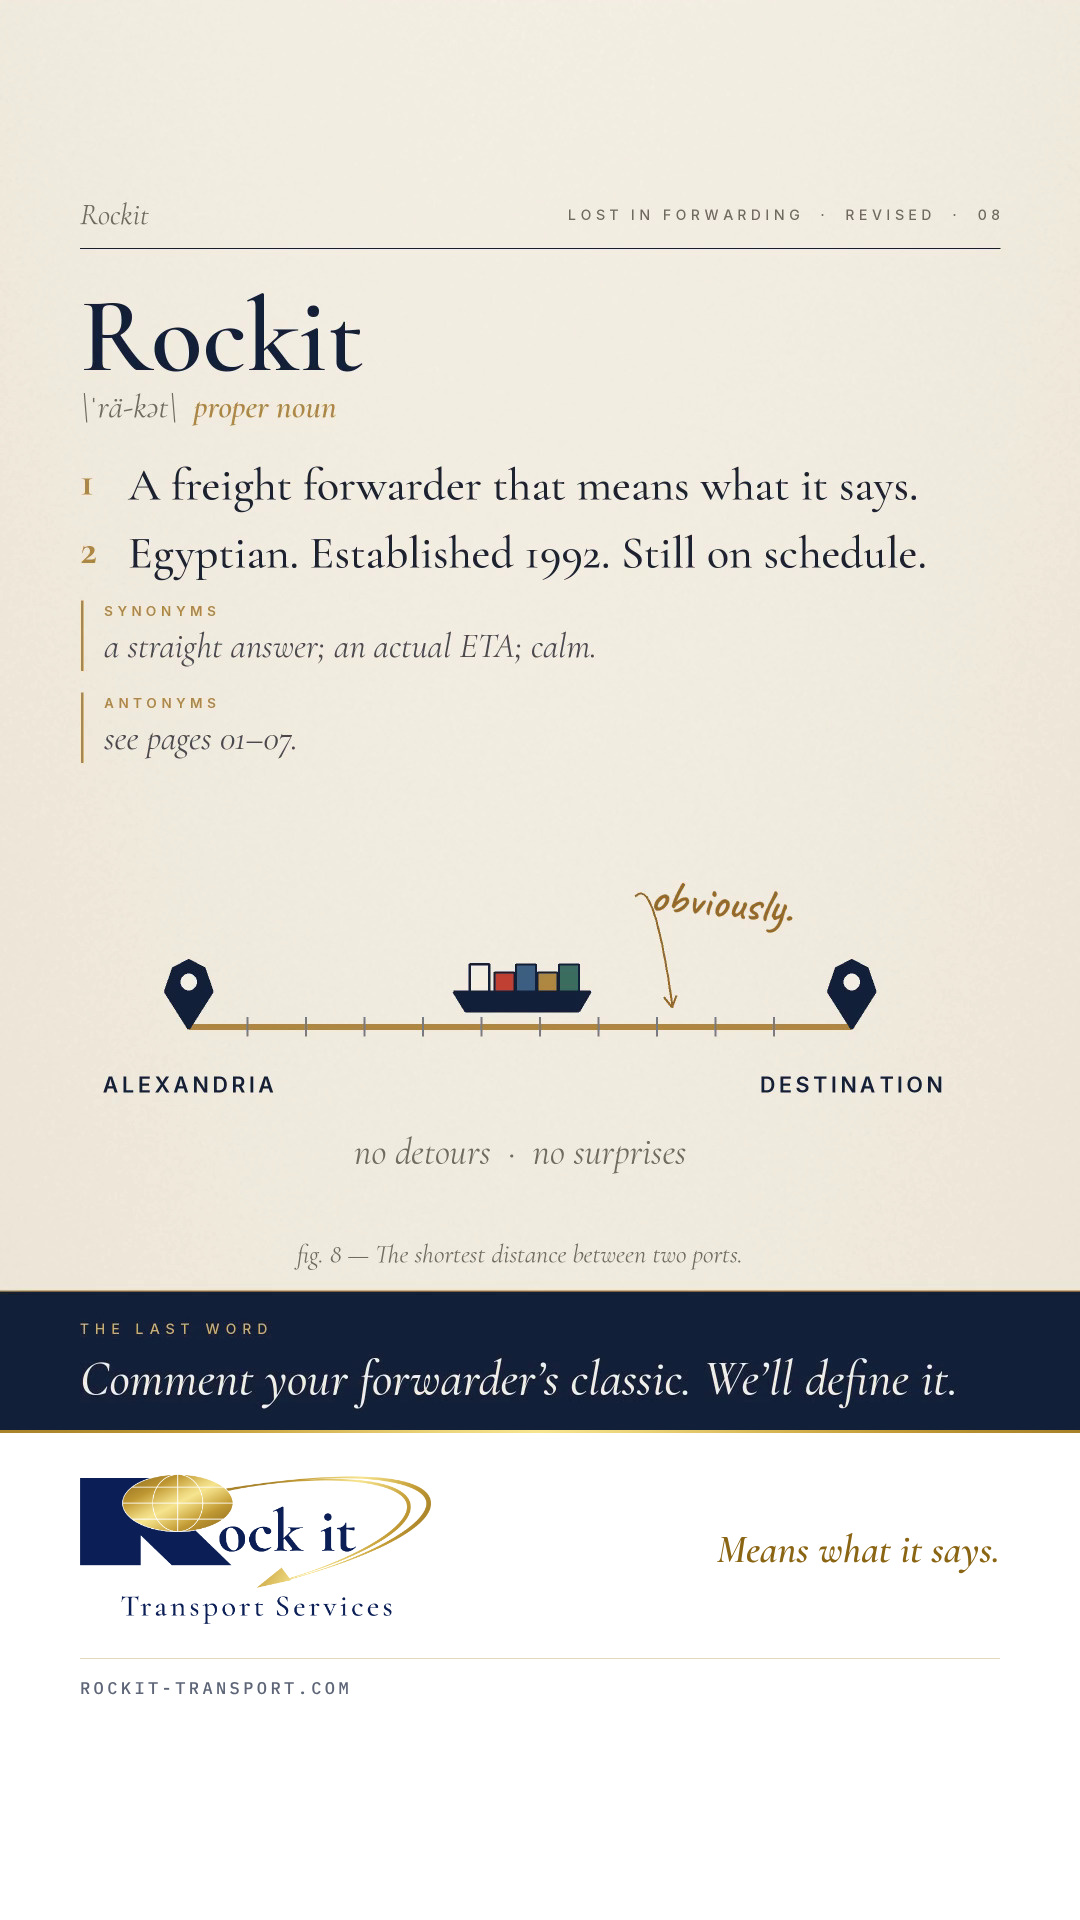 Rockit
LOST IN FORWARDING · REVISED · 08
Rockit
\ˈrä-kət\ proper noun
1 A freight forwarder that means what it says.
2 Egyptian. Established 1992. Still on schedule.
SYNONYMS
a straight answer; an actual ETA; calm.
ANTONYMS
see pages 01–07.
obviously.
ALEXANDRIA
DESTINATION
no detours · no surprises
fig. 8 — The shortest distance between two ports.
THE LAST WORD
Comment your forwarder’s classic. We’ll define it.
Rock it
Transport Services
Means what it says.
ROCKIT-TRANSPORT.COM